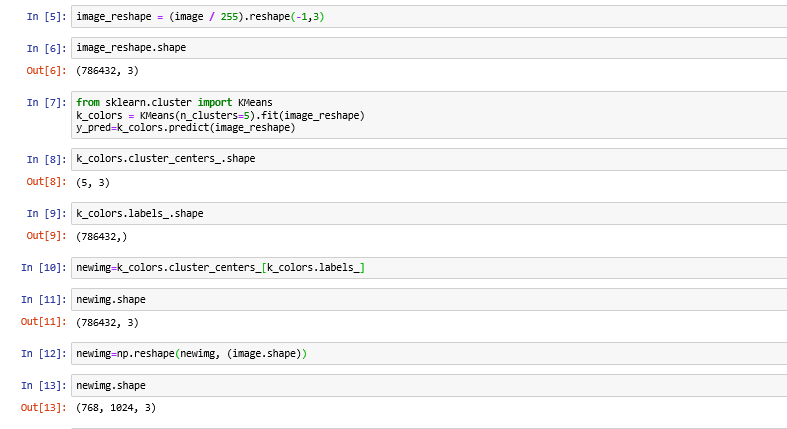 In [5]: image_reshape = (image / 255).reshape(-1,3)
In [6]: image_reshape.shape
Out[6]: (786432, 3)
In [7]: from sklearn.cluster import KMeans
k_colors = KMeans(n_clusters=5).fit(image_reshape)
y_pred=k_colors.predict(image_reshape)
In [8]: k_colors.cluster_centers_.shape
Out[8]: (5, 3)
In [9]: k_colors.labels_.shape
Out[9]: (786432,)
In [10]: newimg=k_colors.cluster_centers_[k_colors.labels_]
In [11]: newimg.shape
Out[11]: (786432, 3)
In [12]: newimg=np.reshape(newimg, (image.shape))
In [13]: newimg.shape
Out[13]: (768, 1024, 3)